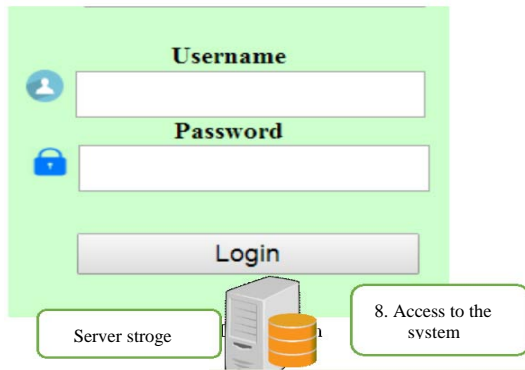 Username
Password
Login
Server stroge
8. Access to the
system